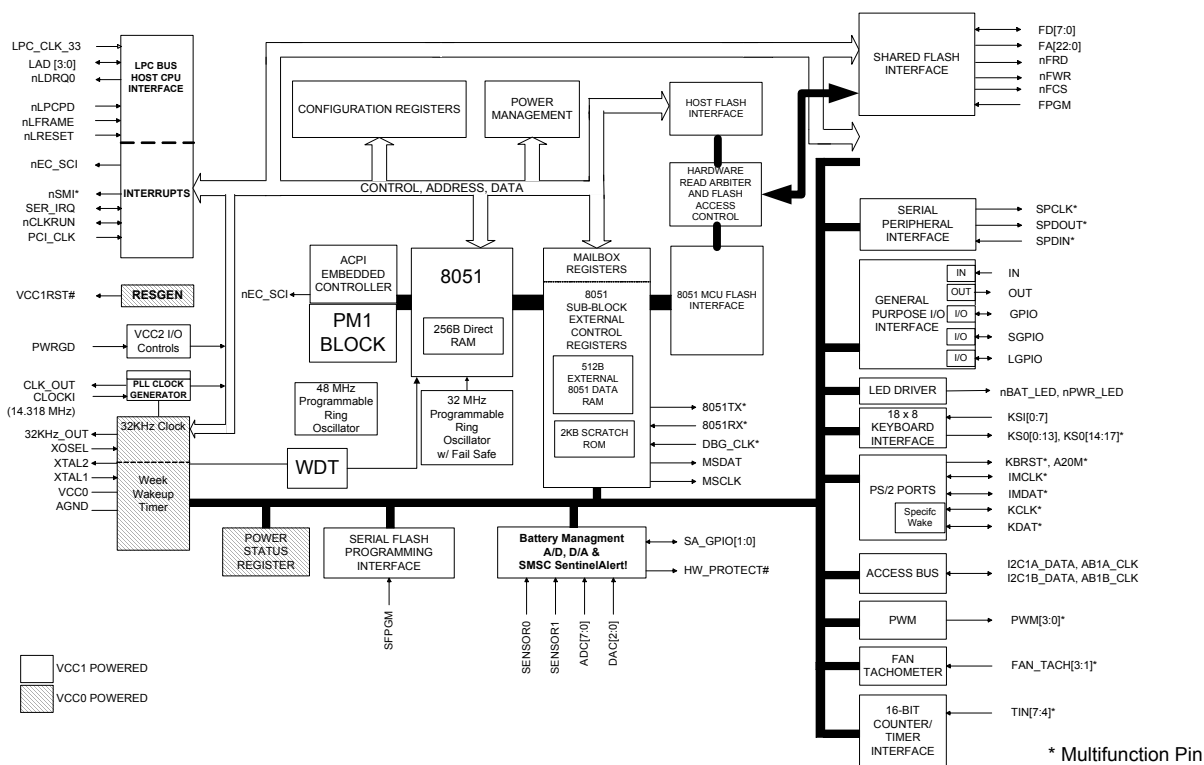 LPC_CLK_33
LAD [3:0]
nLDRQ0
nLPCPD
nLFRAME
nLRESET
nEC_SCI
nSMI*
SER_IRQ
nCLKRUN
PCI_CLK
LPC BUS
HOST CPU
INTERFACE
INTERRUPTS
VCC1RST#
RESGEN
PWRGD
VCC2 I/O
Controls
CLK_OUT
CLOCKI
(14.318 MHz)
PLL CLOCK
GENERATOR
32KHz_OUT
XOSEL
XTAL2
XTAL1
VCC0
AGND
32KHz Clock
Week
Wakeup
Timer
CONFIGURATION REGISTERS
POWER
MANAGEMENT
HOST FLASH
INTERFACE
HARDWARE
READ ARBITER
AND FLASH
ACCESS
CONTROL
CONTROL, ADDRESS, DATA
nEC_SCI
ACPI
EMBEDDED
CONTROLLER
PM1
BLOCK
8051
256B Direct
RAM
MAILBOX
REGISTERS
8051
SUB-BLOCK
EXTERNAL
CONTROL
REGISTERS
512B
EXTERNAL
8051 DATA
RAM
2KB SCRATCH
ROM
8051 MCU FLASH
INTERFACE
48 MHz
Programmable
Ring
Oscillator
32 MHz
Programmable
Ring
Oscillator
w/ Fail Safe
WDT
8051TX*
8051RX*
DBG_CLK*
MSDAT
MSCLK
POWER
STATUS
REGISTER
SERIAL FLASH
PROGRAMMING
INTERFACE
SFPGM
Battery Managment
A/D, D/A &
SMSC SentinelAlert!
SA_GPIO[1:0]
HW_PROTECT#
SENSOR0
SENSOR1
ADC[7:0]
DAC[2:0]
SHARED FLASH
INTERFACE
FD[7:0]
FA[22:0]
nFRD
nFWR
nFCS
FPGM
SERIAL
PERIPHERAL
INTERFACE
SPCLK*
SPDOUT*
SPDIN*
GENERAL
PURPOSE I/O
INTERFACE
IN
OUT
I/O
I/O
I/O
IN
OUT
GPIO
SGPIO
LGPIO
LED DRIVER
nBAT_LED, nPWR_LED
18 x 8
KEYBOARD
INTERFACE
KSI[0:7]
KS0[0:13], KS0[14:17]*
PS/2 PORTS
Specifc
Wake
KBRST*, A20M*
IMCLK*
IMDAT*
KCLK*
KDAT*
ACCESS BUS
I2C1A_DATA, AB1A_CLK
I2C1B_DATA, AB1B_CLK
PWM
PWM[3:0]*
FAN
TACHOMETER
FAN_TACH[3:1]*
16-BIT
COUNTER/
TIMER
INTERFACE
TIN[7:4]*
VCC1 POWERED
VCC0 POWERED
* Multifunction Pin